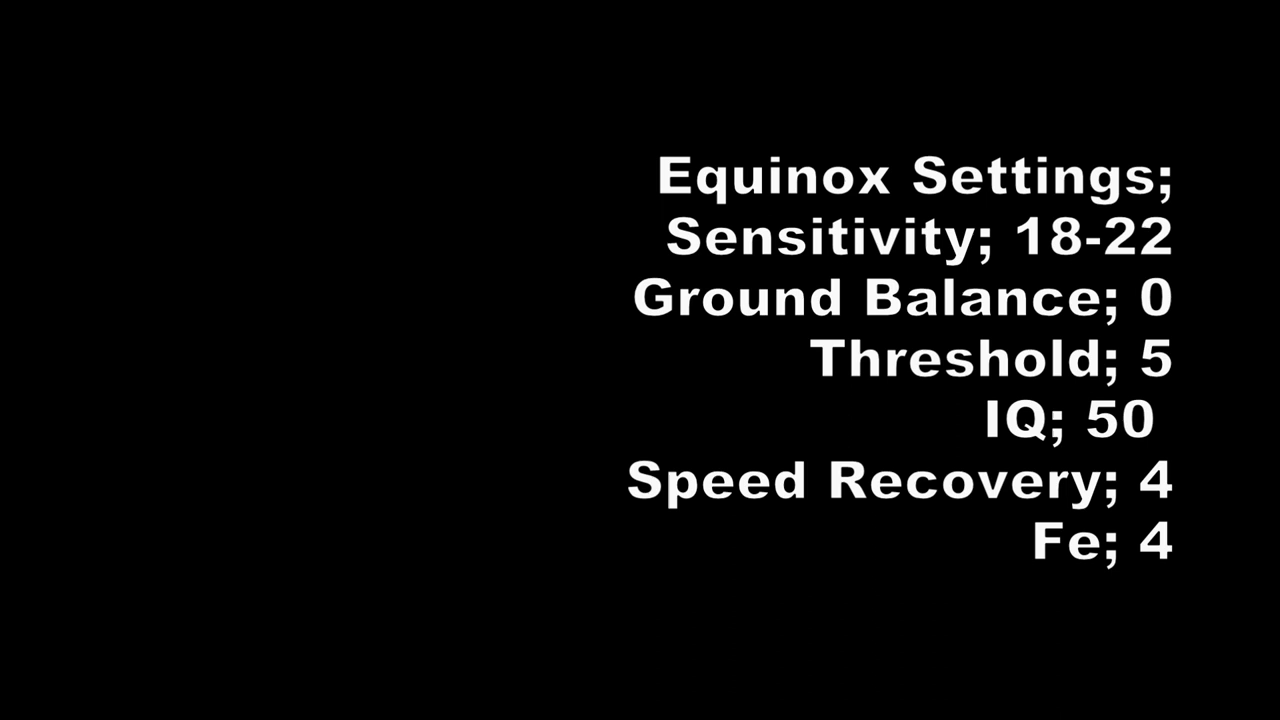 Equinox Settings;
Sensitivity; 18-22
Ground Balance; 0
Threshold; 5
IQ; 50
Speed Recovery; 4
Fe; 4